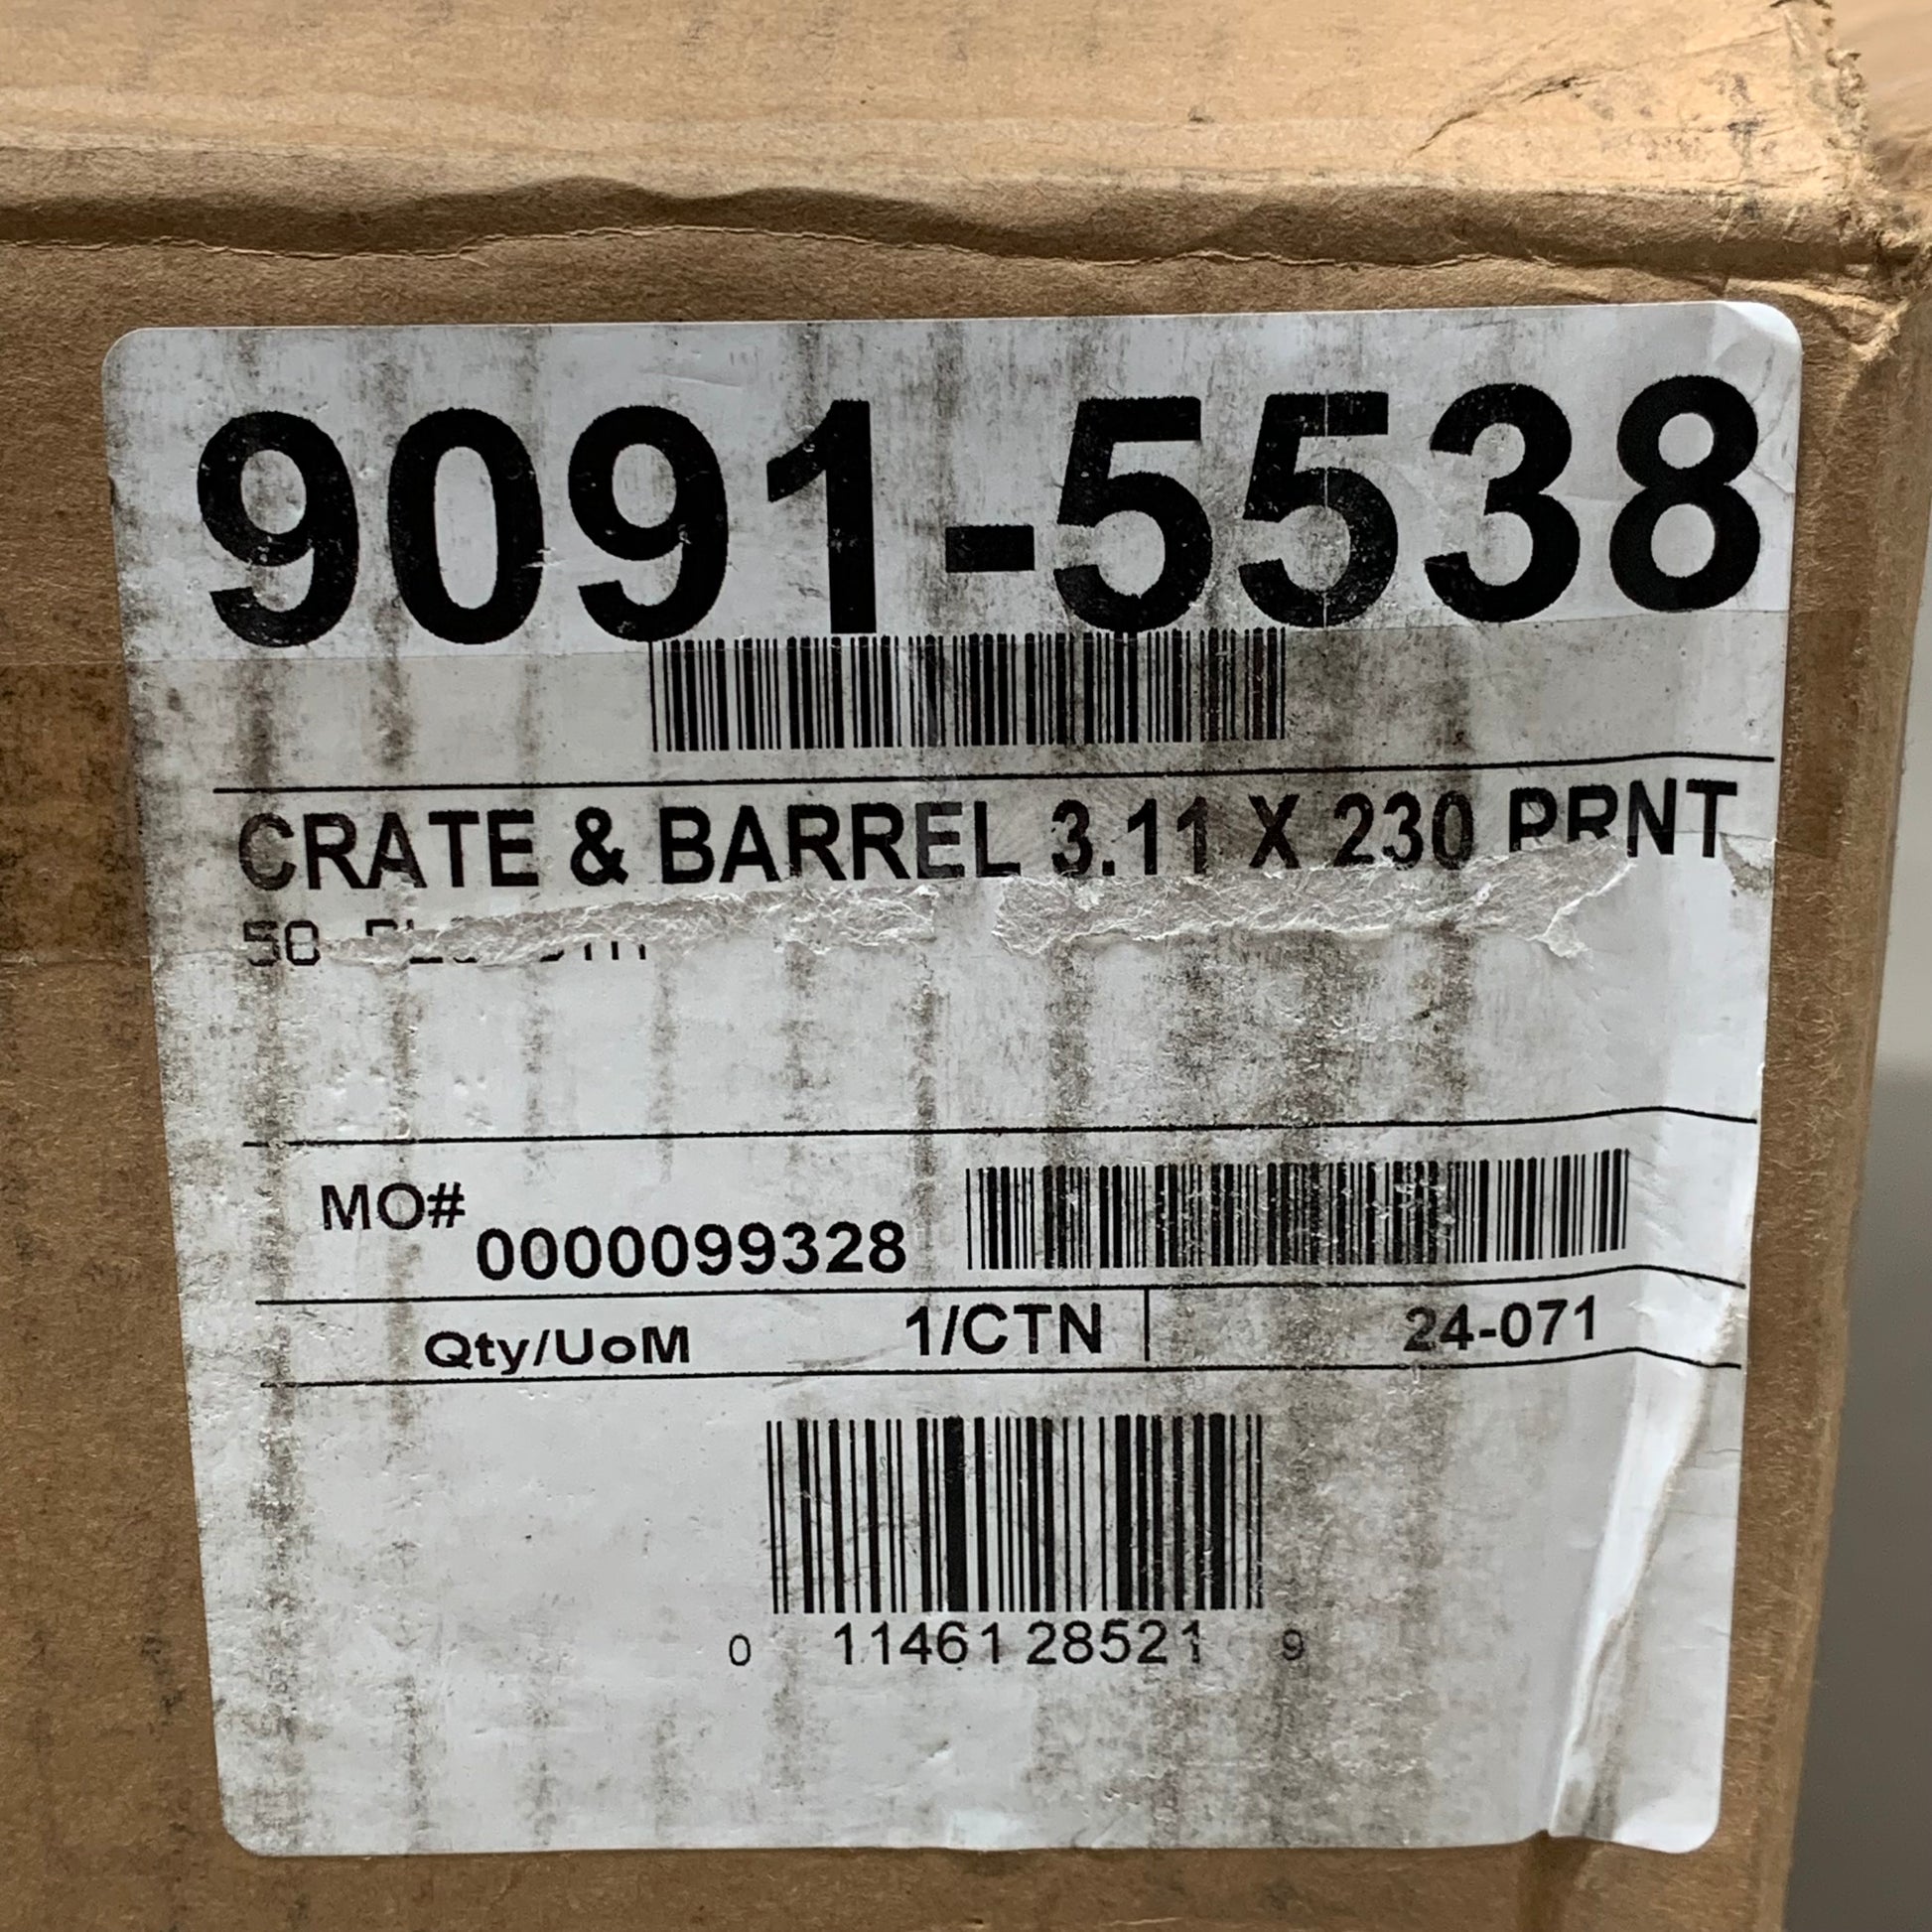 9091-5538
CRATE & BARREL 3.11 X 230 PRNT
MO#
0000099328
Qty/UoM 1/CTN 24-071
0 11461 28521 9